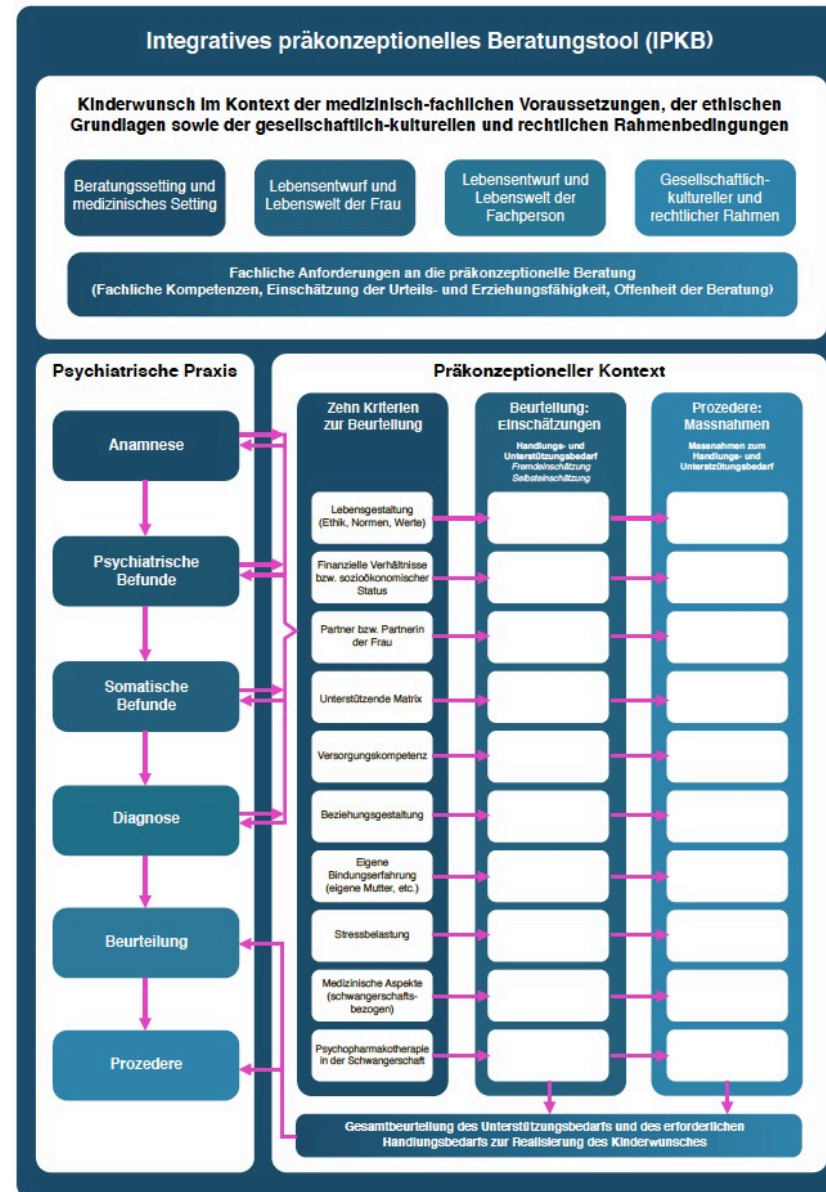 Integratives präkonzeptionelles Beratungstool (IPKB)
Kinderwunsch im Kontext der medizinisch-fachlichen Voraussetzungen, der ethischen
Grundlagen sowie der gesellschaftlich-kulturellen und rechtlichen Rahmenbedingungen
Beratungssetting und
medizinisches Setting
Lebensentwurf und
Lebenswelt der Frau
Lebensentwurf und
Lebenswelt der
Fachperson
Gesellschaftlich-
kultureller und
rechtlicher Rahmen
Fachliche Anforderungen an die präkonzeptionelle Beratung
(Fachliche Kompetenzen, Einschätzung der Urteils- und Erziehungsfähigkeit, Offenheit der Beratung)
Psychiatrische Praxis
Anamnese
Psychiatrische
Befunde
Somatische
Befunde
Diagnose
Beurteilung
Prozedere
Präkonzeptioneller Kontext
Zehn Kriterien
zur Beurteilung
Beurteilung:
Einschätzungen
Handlungs- und
Unterstützungsbedarf
Fremdeinschätzung
Selbsteinschätzung
Prozedere:
Massnahmen
Massnahmen zum
Handlungs- und
Unterstzütungsbedarf
Lebensgestaltung
(Ethik, Normen, Werte)
Finanzielle Verhältnisse
bzw. sozioökonomischer
Status
Partner bzw. Partnerin
der Frau
Unterstützende Matrix
Versorgungskompetenz
Beziehungsgestaltung
Eigene
Bindungserfahrung
(eigene Mutter, etc.)
Stressbelastung
Medizinische Aspekte
(schwangerschafts-
bezogen)
Psychopharmakotherapie
in der Schwangerschaft
Gesamtbeurteilung des Unterstützungsbedarfs und des erforderlichen
Handlungsbedarfs zur Realisierung des Kinderwunsches